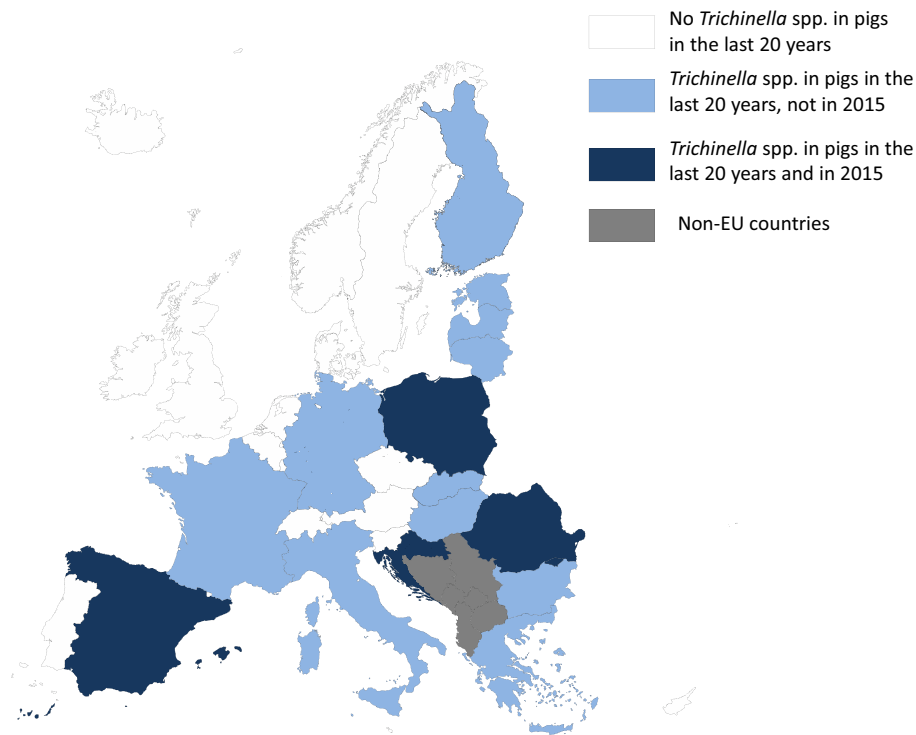 No Trichinella spp. in pigs
in the last 20 years
Trichinella spp. in pigs in the
last 20 years, not in 2015
Trichinella spp. in pigs in the
last 20 years and in 2015
Non-EU countries